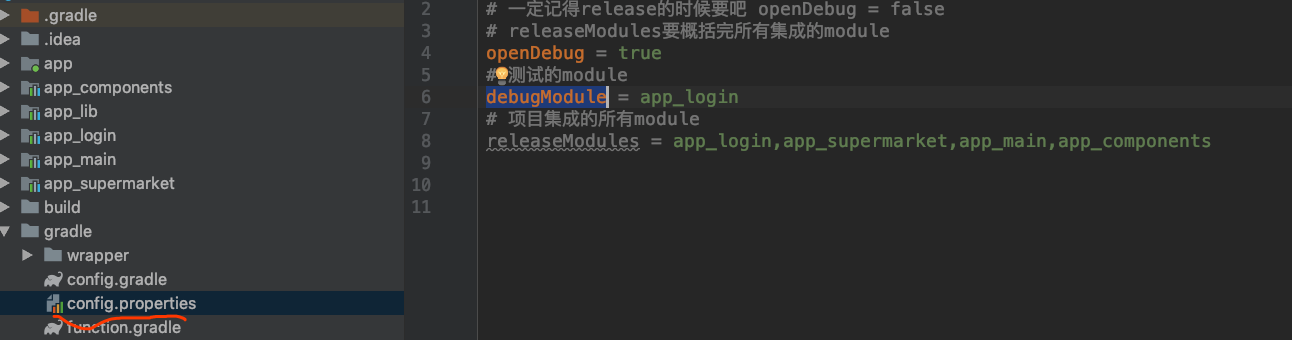 .gradle
.idea
app
app_components
app_lib
app_login
app_main
app_supermarket
build
gradle
wrapper
config.gradle
config.properties
function.gradle
2 # 一定记得release的时候要吧 openDebug = false
3 # releaseModules要概括完所有集成的module
4 openDebug = true
5 # 测试的module
6 debugModule = app_login
7 # 项目集成的所有module
8 releaseModules = app_login,app_supermarket,app_main,app_components
9
10
11